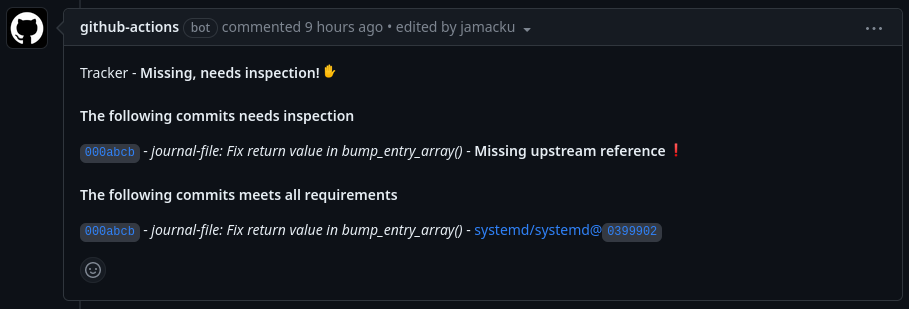 github-actions bot commented 9 hours ago • edited by jamacku
Tracker - Missing, needs inspection!✋
The following commits needs inspection
000abcb - journal-file: Fix return value in bump_entry_array() - Missing upstream reference ❗
The following commits meets all requirements
000abcb - journal-file: Fix return value in bump_entry_array() - systemd/systemd@0399902